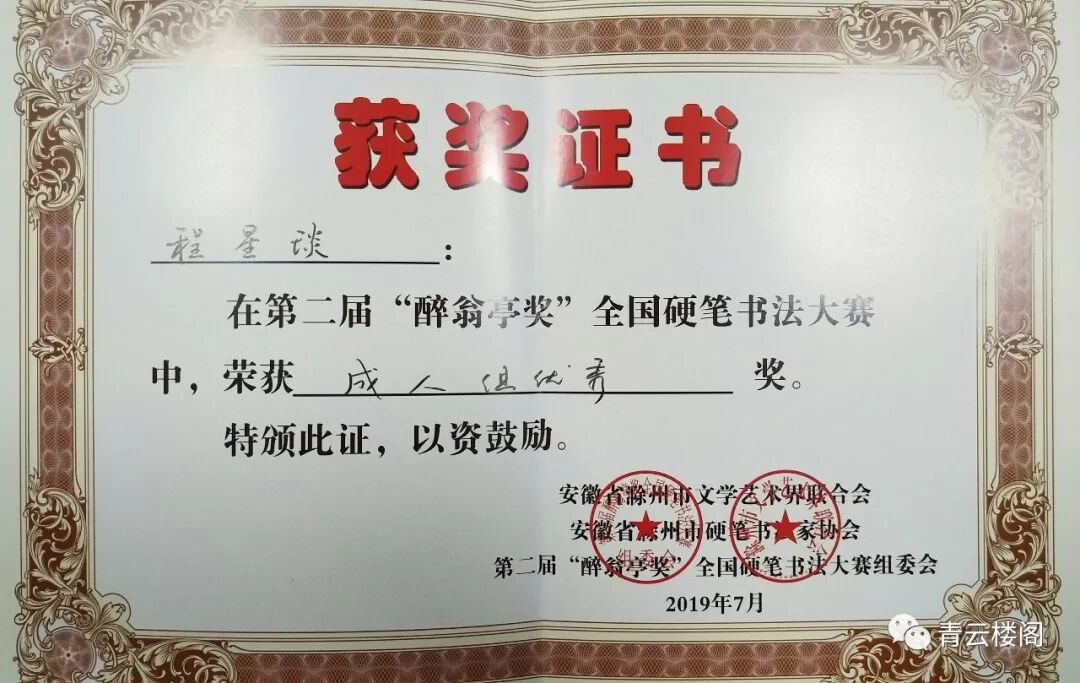 获奖证书
程星谈:
在第二届“醉翁亭奖”全国硬笔书法大赛
中，荣获 成人组优秀 奖。
特颁此证，以资鼓励。
安徽省滁州市文学艺术界联合会
安徽省滁州市硬笔书法家协会
第二届“醉翁亭奖”全国硬笔书法大赛组委会
2019年7月
组委会
青云楼阁